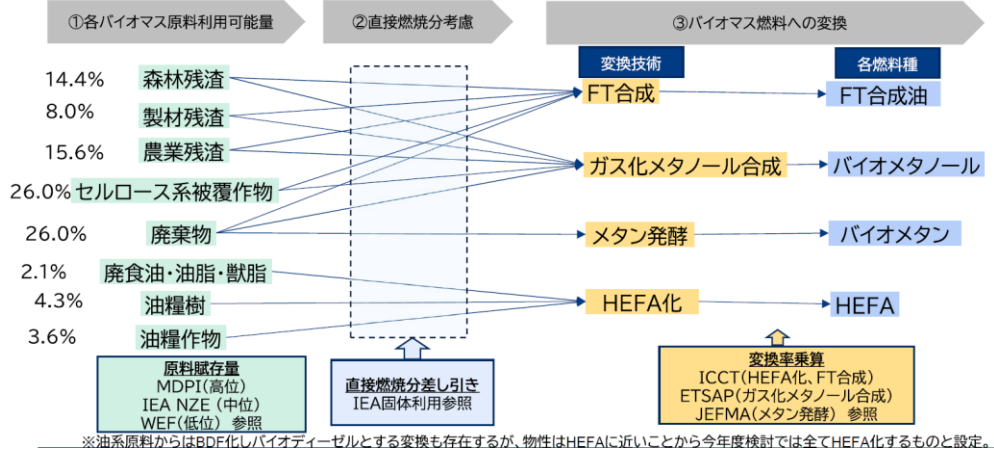 ①各バイオマス原料利用可能量
②直接燃焼分考慮
③バイオマス燃料への変換
変換技術
各燃料種
14.4%
森林残渣
FT合成
FT合成油
8.0%
製材残渣
15.6%
農業残渣
ガス化メタノール合成
バイオメタノール
26.0%
セルロース系被覆作物
26.0%
廃棄物
メタン発酵
バイオメタン
2.1%
廃食油・油脂・獣脂
4.3%
油糧樹
HEFA化
HEFA
3.6%
油糧作物
原料賦存量
MDPI(高位)
IEA NZE (中位)
WEF(低位) 参照
直接燃焼分差し引き
IEA固体利用参照
変換率乗算
ICCT(HEFA化、FT合成)
ETSAP(ガス化メタノール合成)
JEFMA(メタン発酵) 参照
※油系原料からはBDF化しバイオディーゼルとする変換も存在するが、物性はHEFAに近いことから今年度検討では全てHEFA化するものと設定。